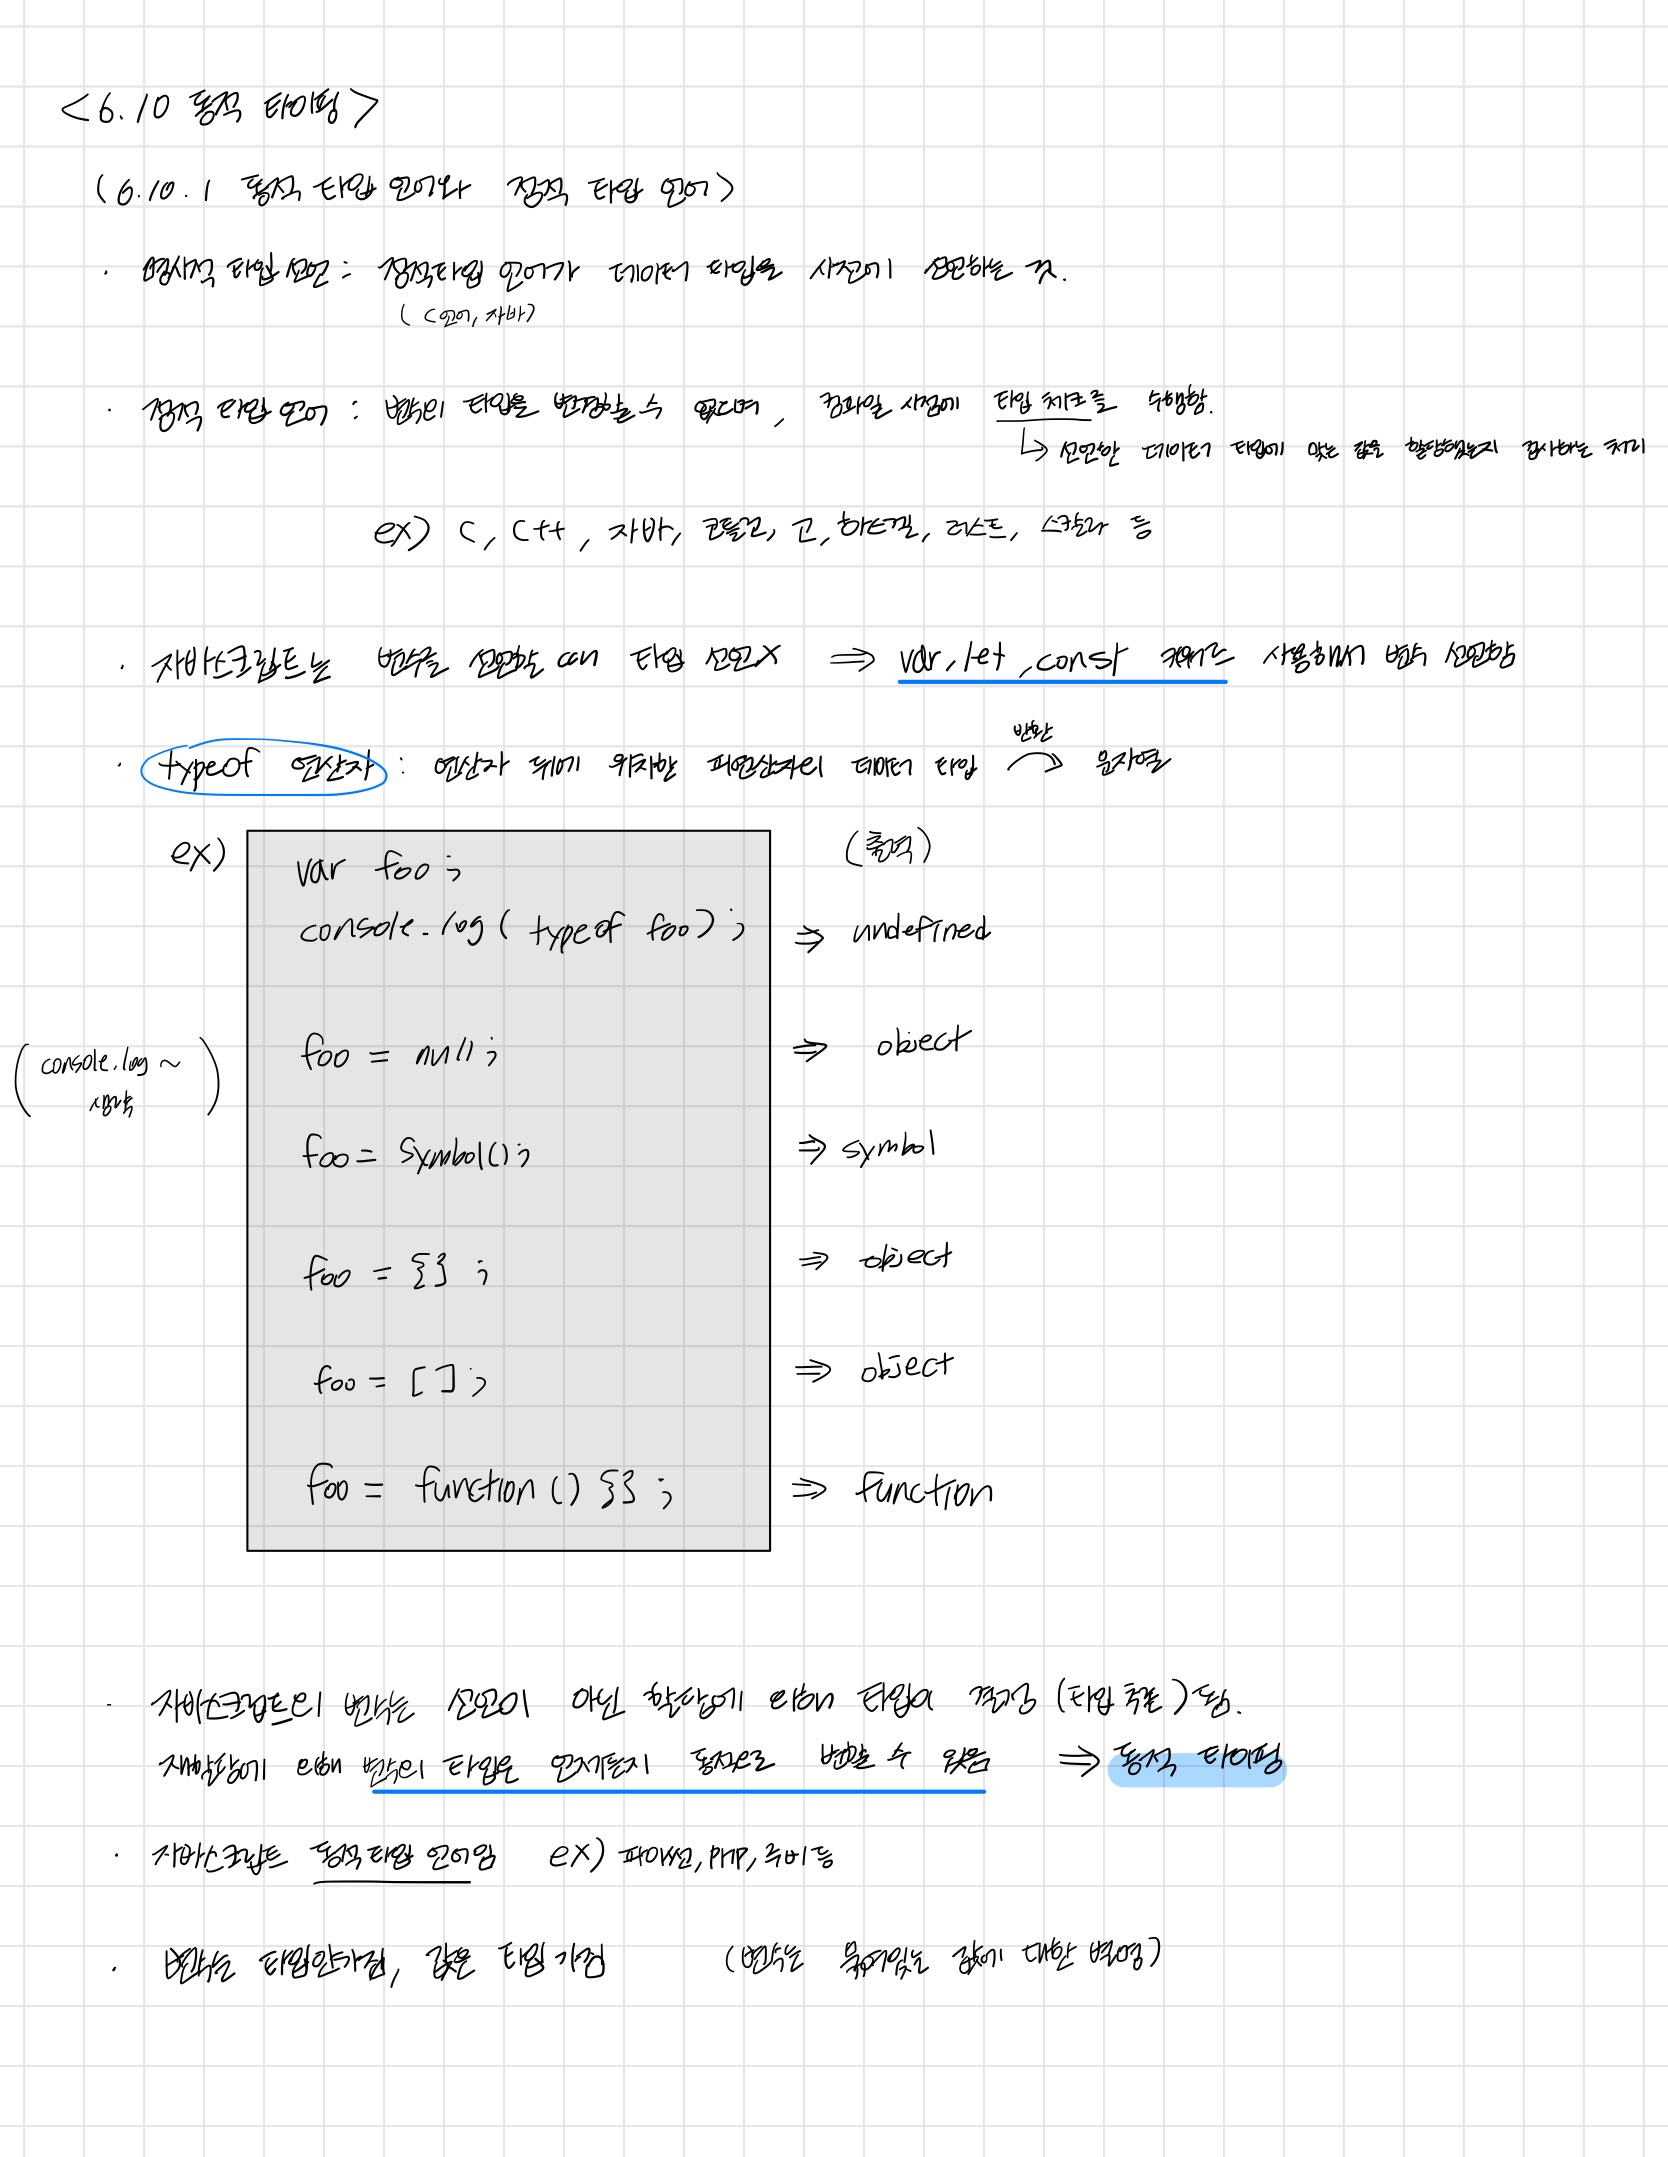 <6.10 동적 타이핑>
(6.10.1 동적 타입 언어와 정적 타입 언어)
· 명시적 타입 선언 : 정적타입 언어가 데이터 타입을 사전에 선언하는 것.
(C언어, 자바)
· 정적 타입 언어 : 변수의 타입을 변경할 수 없으며, 컴파일 시점에 타입 체크를 수행함.
↳ 선언한 데이터 타입에 맞는 값을 할당했는지 검사하는 처리
ex) C, C++, 자바, 코틀린, 고, 하스켈, 러스트, 스칼라 등
· 자바스크립트는 변수를 선언할 때 타입 선언X ⇒ var, let, const 키워드 사용해서 변수 선언함
반환
· typeof 연산자 : 연산자 뒤에 위치한 피연산자의 데이터 타입 → 문자열
ex) (출력)
var foo ;
console.log( typeof foo) ; ⇒ undefined
foo = null ; ⇒ object
(console.log ~
생략)
foo = Symbol() ; ⇒ symbol
foo = {} ; ⇒ object
foo = [] ; ⇒ object
foo = function () {} ; ⇒ function
· 자바스크립트의 변수는 선언이 아닌 할당에 의해 타입이 결정 (타입 추론) 됨.
재할당에 의해 변수의 타입은 언제든지 동적으로 변할 수 있음 ⇒ 동적 타이핑
· 자바스크립트 동적 타입 언어임 ex) 파이썬, PHP, 루비 등
· 변수는 타입안가짐, 값은 타입 가짐 (변수는 묶여있는 값에 대한 별명)